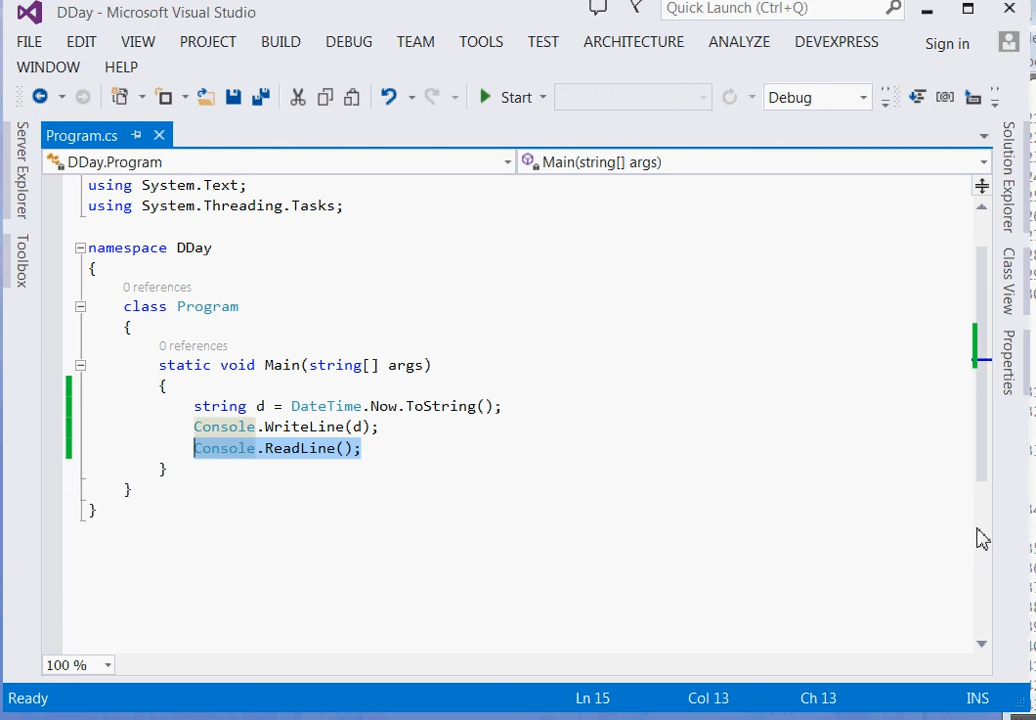 DDay - Microsoft Visual Studio
Quick Launch (Ctrl+Q)
FILE EDIT VIEW PROJECT BUILD DEBUG TEAM TOOLS TEST ARCHITECTURE ANALYZE DEVEXPRESS Sign in
WINDOW HELP
Start Debug
Server Explorer
Toolbox
Program.cs
DDay.Program Main(string[] args)
using System.Text;
using System.Threading.Tasks;
namespace DDay
{
0 references
class Program
{
0 references
static void Main(string[] args)
{
string d = DateTime.Now.ToString();
Console.WriteLine(d);
Console.ReadLine();
}
}
}
Solution Explorer
Class View
Properties
100 %
Ready Ln 15 Col 13 Ch 13 INS